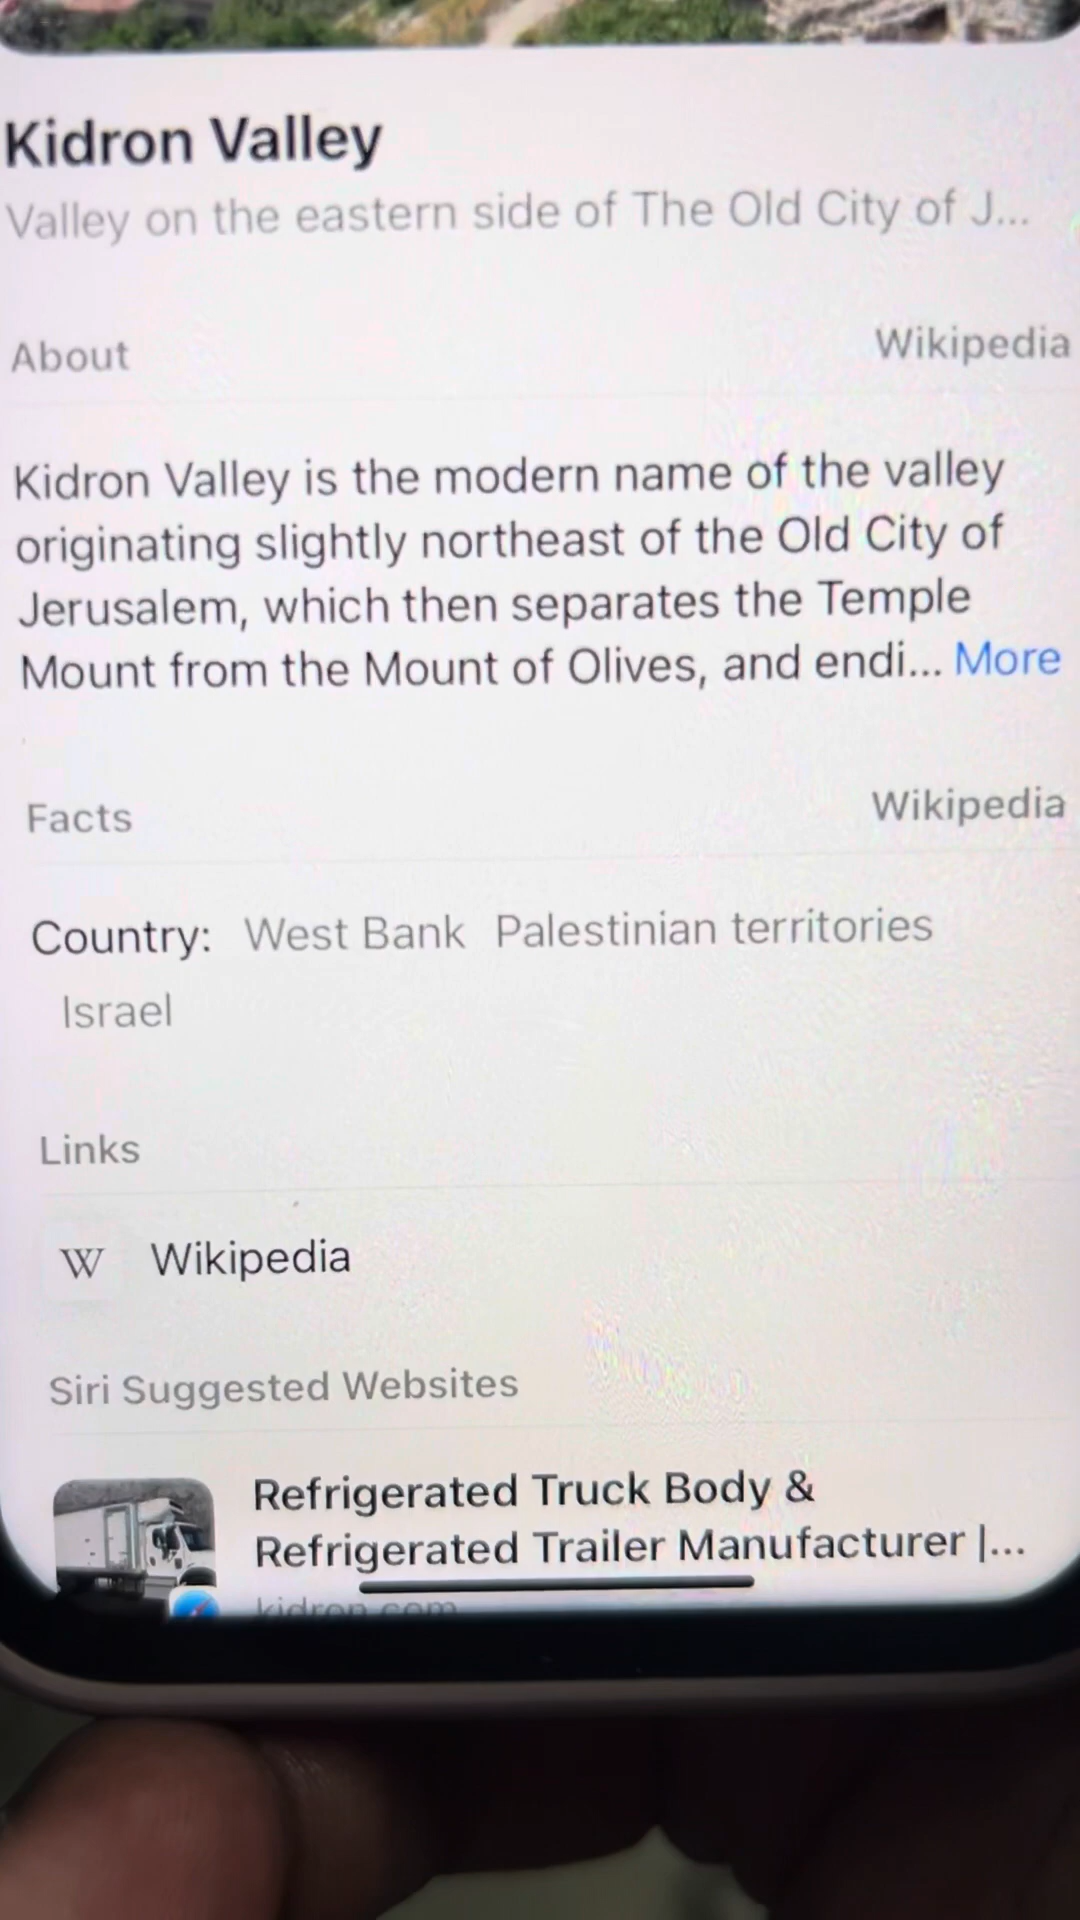 Kidron Valley
Valley on the eastern side of The Old City of J...
About
Wikipedia
Kidron Valley is the modern name of the valley
originating slightly northeast of the Old City of
Jerusalem, which then separates the Temple
Mount from the Mount of Olives, and endi... More
Facts
Wikipedia
Country: West Bank Palestinian territories
Israel
Links
W Wikipedia
Siri Suggested Websites
Refrigerated Truck Body &
Refrigerated Trailer Manufacturer |...
kidron.com